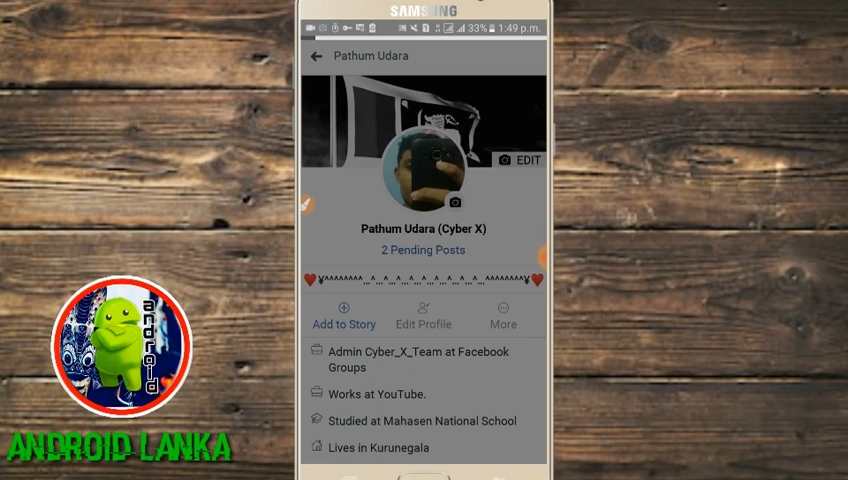 SAMSUNG
33% 1:49 p.m.
Pathum Udara
EDIT
Pathum Udara (Cyber X)
2 Pending Posts
Add to Story
Edit Profile
More
Admin Cyber_X_Team at Facebook
Groups
Works at YouTube.
Studied at Mahasen National School
Lives in Kurunegala
android
ANDROID LANKA